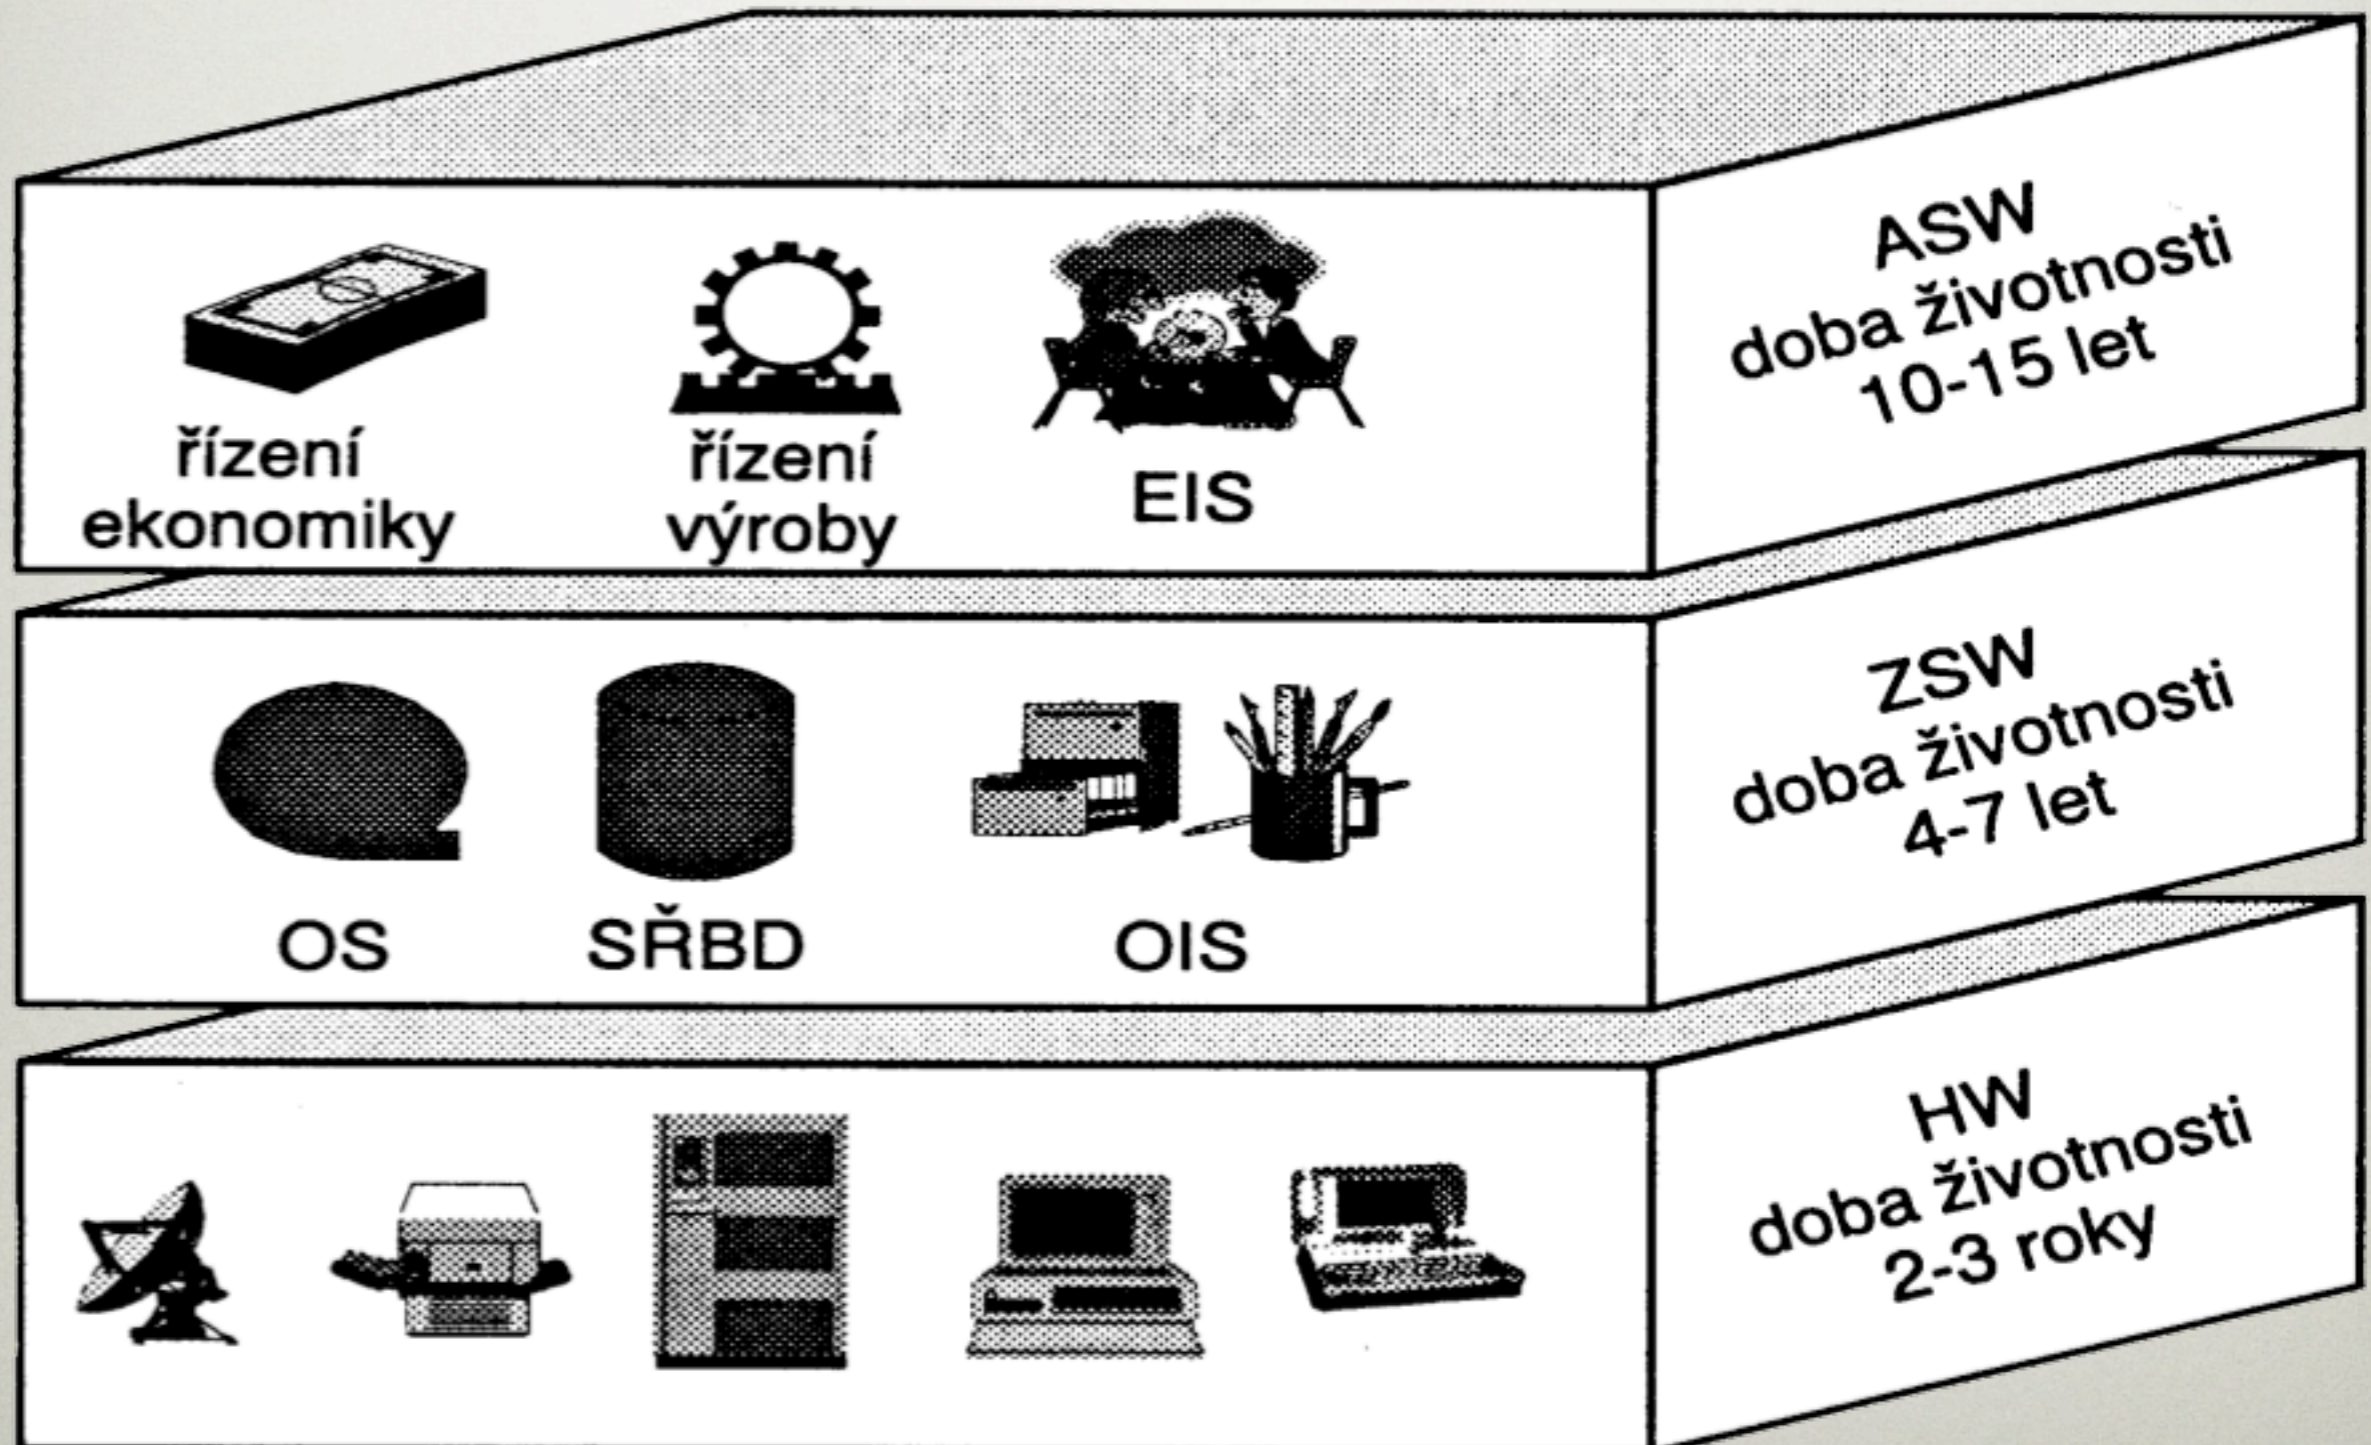 řízení
ekonomiky
řízení
výroby
EIS
ASW
doba životnosti
10-15 let
OS
SŘBD
OIS
ZSW
doba životnosti
4-7 let
HW
doba životnosti
2-3 roky